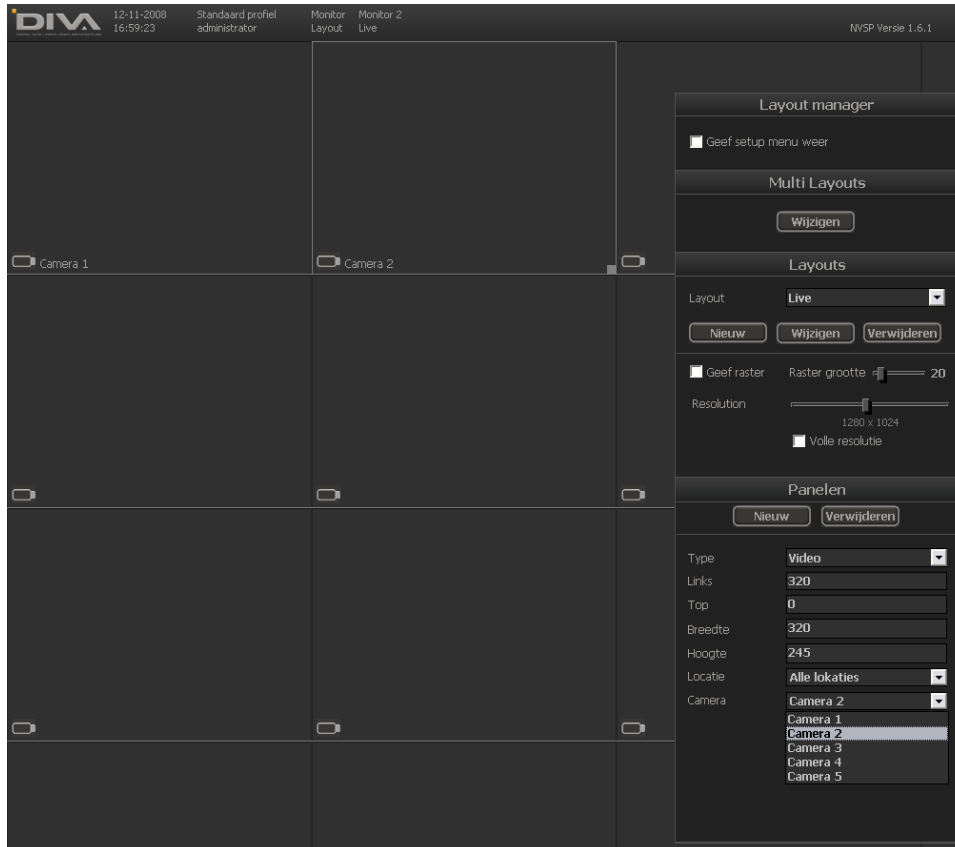 DIVA
12-11-2008 Standaard profiel Monitor Monitor 2
16:59:23 administrator Layout Live
NVSP Versie 1.6.1
Layout manager
Geef setup menu weer
Multi Layouts
Wijzigen
Camera 1
Camera 2
Layouts
Layout Live
Nieuw Wijzigen Verwijderen
Geef raster Raster grootte 20
Resolution
1280 x 1024
Volle resolutie
Panelen
Nieuw Verwijderen
Type Video
Links 320
Top 0
Breedte 320
Hoogte 245
Locatie Alle lokaties
Camera Camera 2
Camera 1
Camera 2
Camera 3
Camera 4
Camera 5